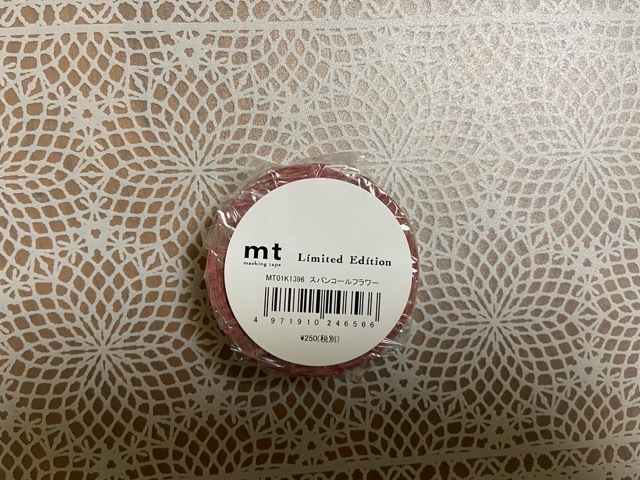 mt
masking tape
Limited Edition
MT01K1396 スパンコールフラワー
4 971910 246566
¥250(税別)